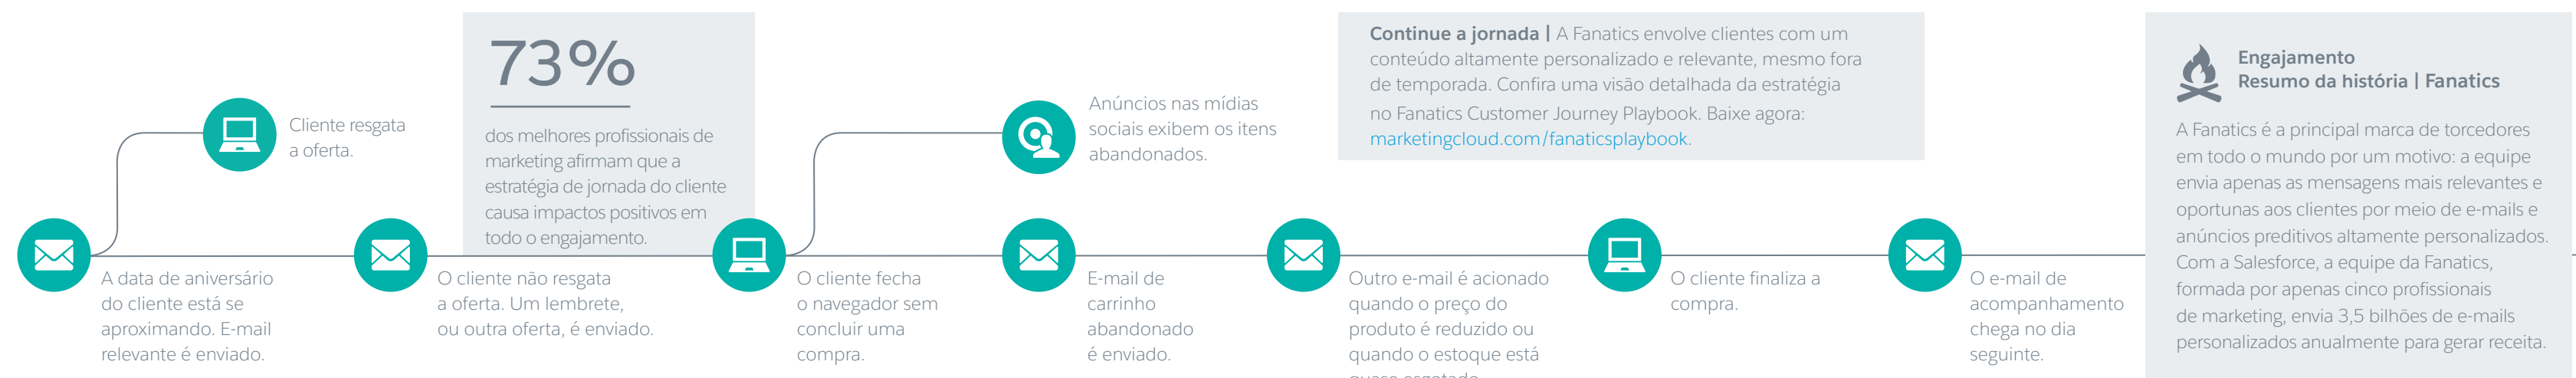 Cliente resgata
a oferta.
A data de aniversário
do cliente está se
aproximando. E-mail
relevante é enviado.
73%
dos melhores profissionais de
marketing afirmam que a
estratégia de jornada do cliente
causa impactos positivos em
todo o engajamento.
O cliente não resgata
a oferta. Um lembrete,
ou outra oferta, é enviado.
O cliente fecha
o navegador sem
concluir uma
compra.
Anúncios nas mídias
sociais exibem os itens
abandonados.
E-mail de
carrinho
abandonado
é enviado.
Outro e-mail é acionado
quando o preço do
produto é reduzido ou
quando o estoque está
quase esgotado
Continue a jornada | A Fanatics envolve clientes com um
conteúdo altamente personalizado e relevante, mesmo fora
de temporada. Confira uma visão detalhada da estratégia
no Fanatics Customer Journey Playbook. Baixe agora:
marketingcloud.com/fanaticsplaybook.
O cliente finaliza a
compra.
O e-mail de
acompanhamento
chega no dia
seguinte.
Engajamento
Resumo da história | Fanatics
A Fanatics é a principal marca de torcedores
em todo o mundo por um motivo: a equipe
envia apenas as mensagens mais relevantes e
oportunas aos clientes por meio de e-mails e
anúncios preditivos altamente personalizados.
Com a Salesforce, a equipe da Fanatics,
formada por apenas cinco profissionais
de marketing, envia 3,5 bilhões de e-mails
personalizados anualmente para gerar receita.